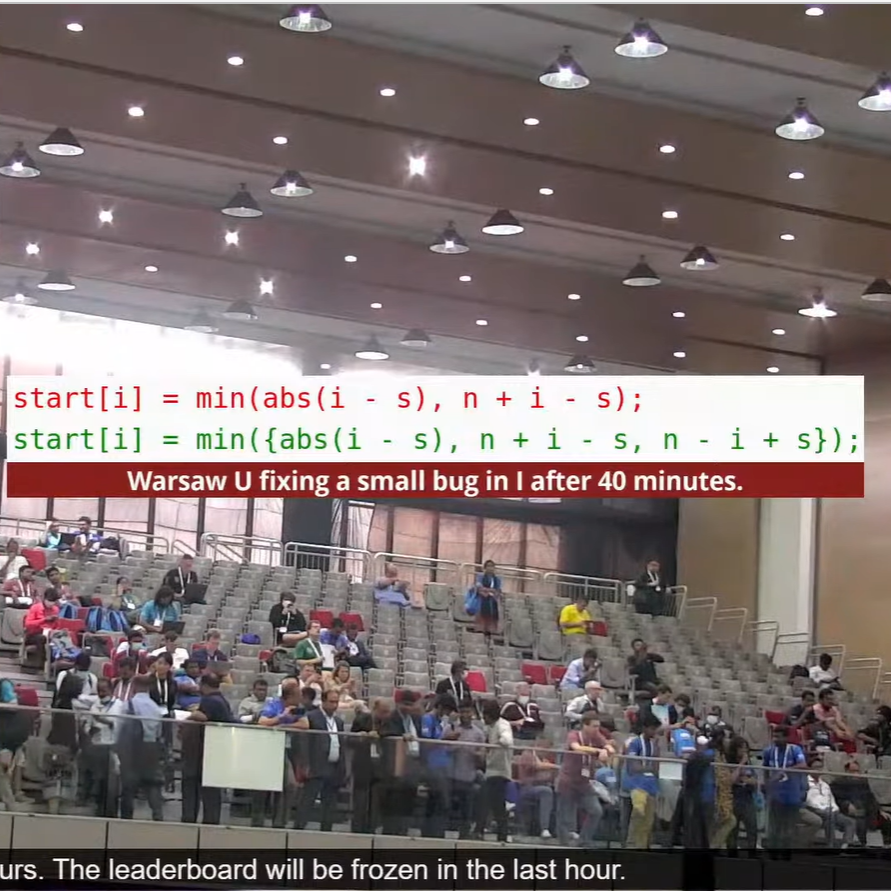 start[i] = min(abs(i - s), n + i - s);
start[i] = min({abs(i - s), n + i - s, n - i + s});
Warsaw U fixing a small bug in I after 40 minutes.
urs. The leaderboard will be frozen in the last hour.